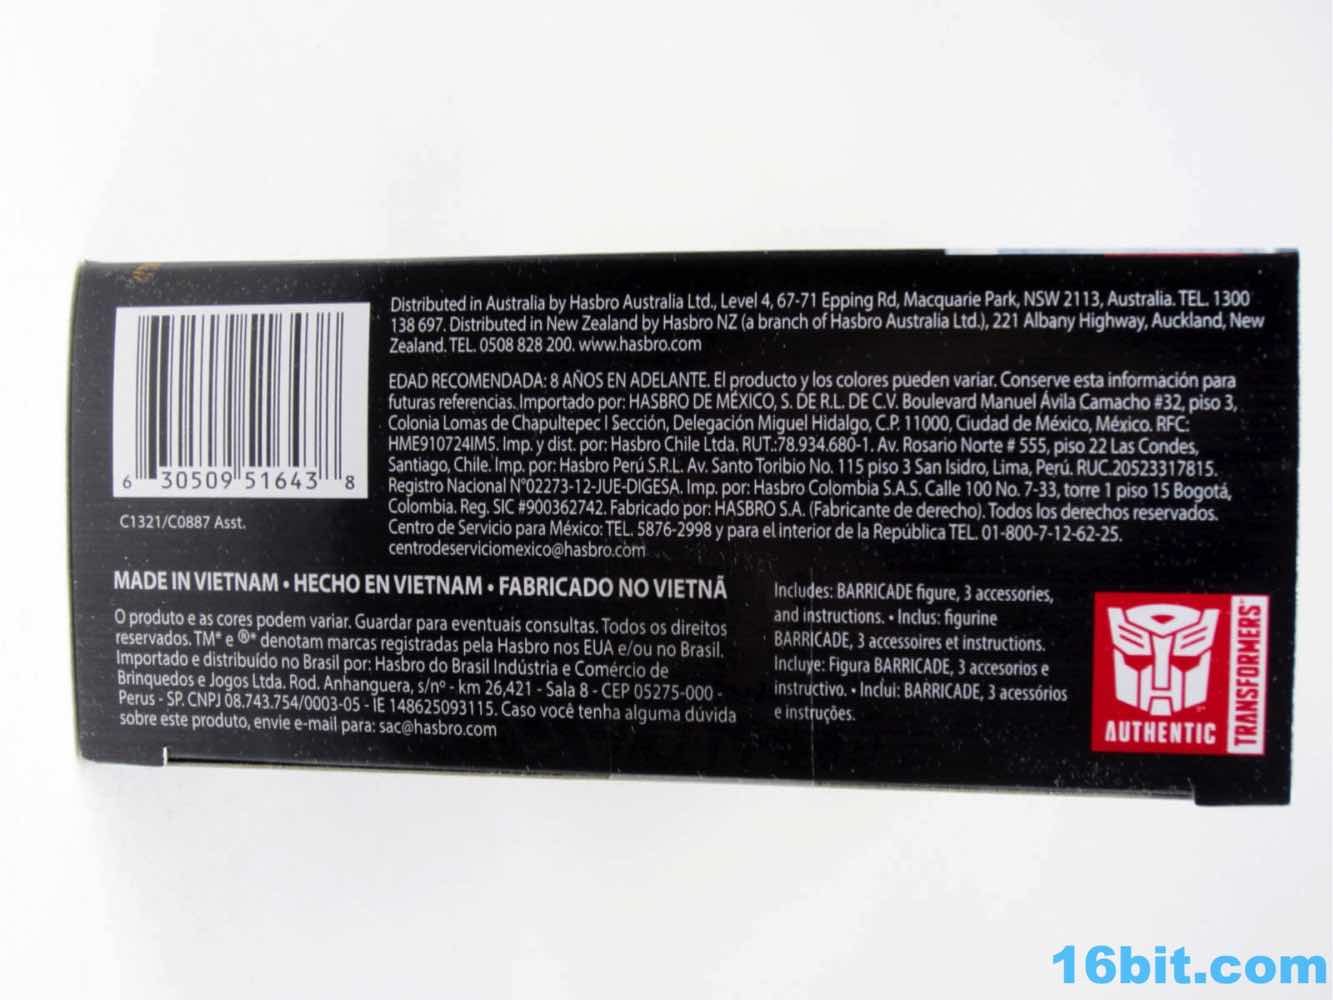 Distributed in Australia by Hasbro Australia Ltd., Level 4, 67-71 Epping Rd, Macquarie Park, NSW 2113, Australia. TEL. 1300
138 697. Distributed in New Zealand by Hasbro NZ (a branch of Hasbro Australia Ltd.), 221 Albany Highway, Auckland, New
Zealand. TEL. 0508 828 200. www.hasbro.com
EDAD RECOMENDADA: 8 AÑOS EN ADELANTE. El producto y los colores pueden variar. Conserve esta información para
futuras referencias. Importado por: HASBRO DE MÉXICO, S. DE R.L. DE C.V. Boulevard Manuel Ávila Camacho #32, piso 3,
Colonia Lomas de Chapultepec I Sección, Delegación Miguel Hidalgo, C.P. 11000, Ciudad de México, México. RFC:
HME910724IM5. Imp. y dist. por: Hasbro Chile Ltda. RUT.:78.934.680-1. Av. Rosario Norte # 555, piso 22 Las Condes,
Santiago, Chile. Imp. por: Hasbro Perú S.R.L. Av. Santo Toribio No. 115 piso 3 San Isidro, Lima, Perú. RUC.20523317815.
Registro Nacional N°02273-12-JUE-DIGESA. Imp. por: Hasbro Colombia S.A.S. Calle 100 No. 7-33, torre 1 piso 15 Bogotá,
Colombia. Reg. SIC #900362742. Fabricado por: HASBRO S.A. (Fabricante de derecho). Todos los derechos reservados.
Centro de Servicio para México: TEL. 5876-2998 y para el interior de la República TEL. 01-800-7-12-62-25.
centrodeserviciomexico@hasbro.com
6 30509 51643 8
C1321/C0887 Asst.
MADE IN VIETNAM • HECHO EN VIETNAM • FABRICADO NO VIETNÃ
O produto e as cores podem variar. Guardar para eventuais consultas. Todos os direitos
reservados. TM* e ®* denotam marcas registradas pela Hasbro nos EUA e/ou no Brasil.
Importado e distribuído no Brasil por: Hasbro do Brasil Indústria e Comércio de
Brinquedos e Jogos Ltda. Rod. Anhanguera, s/nº - km 26,421 - Sala 8 - CEP 05275-000 -
Perus - SP. CNPJ 08.743.754/0003-05 - IE 148625093115. Caso você tenha alguma dúvida
sobre este produto, envie e-mail para: sac@hasbro.com
Includes: BARRICADE figure, 3 accessories,
and instructions. • Inclus: figurine
BARRICADE, 3 accessoires et instructions.
Incluye: Figura BARRICADE, 3 accesorios e
instructivo. • Inclui: BARRICADE, 3 acessórios
e instruções.
AUTHENTIC
TRANSFORMERS
16bit.com